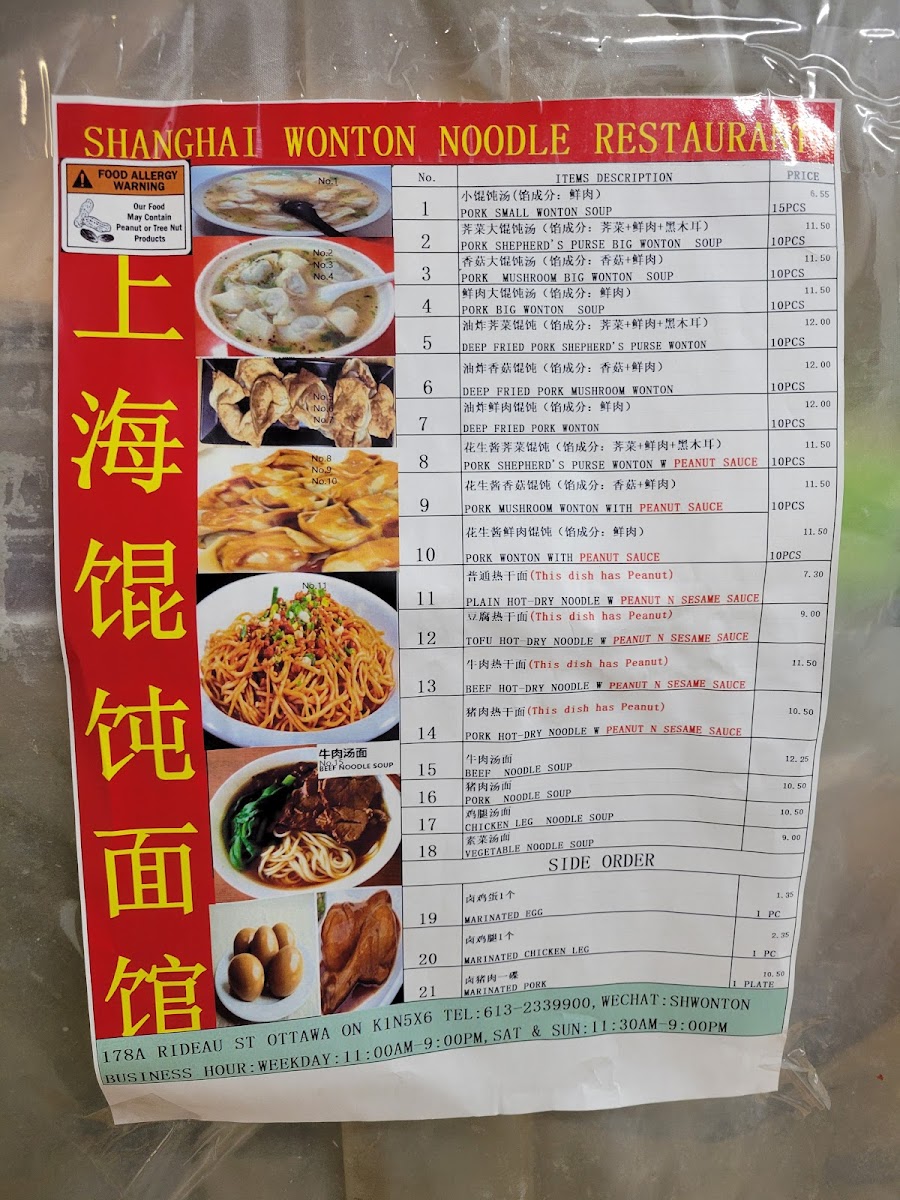 SHANGHAI WONTON NOODLE RESTAURANT
FOOD ALLERGY
WARNING
Our Food
May Contain
Peanut or Tree Nut
Products
上海馄饨面馆
No.1
No.2
No.3
No.4
No.5
No.6
No.7
No.8
No.9
No.10
No.11
牛肉汤面
No.15
BEEF NOODLE SOUP
No. ITEMS DESCRIPTION PRICE
小馄饨汤(馅成分: 鲜肉) 6.55
1 PORK SMALL WONTON SOUP 15PCS
荠菜大馄饨汤 (馅成分: 荠菜+鲜肉+黑木耳) 11.50
2 PORK SHEPHERD'S PURSE BIG WONTON SOUP 10PCS
香菇大馄饨汤 (馅成分: 香菇+鲜肉) 11.50
3 PORK MUSHROOM BIG WONTON SOUP 10PCS
鲜肉大馄饨汤 (馅成分: 鲜肉) 11.50
4 PORK BIG WONTON SOUP 10PCS
油炸荠菜馄饨 (馅成分: 荠菜+鲜肉+黑木耳) 12.00
5 DEEP FRIED PORK SHEPHERD'S PURSE WONTON 10PCS
油炸香菇馄饨 (馅成分: 香菇+鲜肉) 12.00
6 DEEP FRIED PORK MUSHROOM WONTON 10PCS
油炸鲜肉馄饨 (馅成分: 鲜肉) 12.00
7 DEEP FRIED PORK WONTON 10PCS
花生酱荠菜馄饨 (馅成分: 荠菜+鲜肉+黑木耳) 11.50
8 PORK SHEPHERD'S PURSE WONTON W PEANUT SAUCE 10PCS
花生酱香菇馄饨 (馅成分: 香菇+鲜肉) 11.50
9 PORK MUSHROOM WONTON WITH PEANUT SAUCE 10PCS
花生酱鲜肉馄饨 (馅成分: 鲜肉) 11.50
10 PORK WONTON WITH PEANUT SAUCE 10PCS
普通热干面(This dish has Peanut) 7.30
11 PLAIN HOT-DRY NOODLE W PEANUT N SESAME SAUCE
豆腐热干面(This dish has Peanut) 9.00
12 TOFU HOT-DRY NOODLE W PEANUT N SESAME SAUCE
牛肉热干面(This dish has Peanut) 11.50
13 BEEF HOT-DRY NOODLE W PEANUT N SESAME SAUCE
猪肉热干面(This dish has Peanut) 10.50
14 PORK HOT-DRY NOODLE W PEANUT N SESAME SAUCE
牛肉汤面 12.25
15 BEEF NOODLE SOUP
猪肉汤面 10.50
16 PORK NOODLE SOUP
鸡腿汤面 10.50
17 CHICKEN LEG NOODLE SOUP
素菜汤面 9.00
18 VEGETABLE NOODLE SOUP
SIDE ORDER
卤鸡蛋1个 1.35
19 MARINATED EGG 1 PC
卤鸡腿1个 2.35
20 MARINATED CHICKEN LEG 1 PC
卤猪肉一碟 10.50
21 MARINATED PORK 1 PLATE
178A RIDEAU ST OTTAWA ON K1N5X6 TEL:613-2339900,WECHAT:SHWONTON
BUSINESS HOUR:WEEKDAY:11:00AM-9:00PM,SAT & SUN:11:30AM-9:00PM